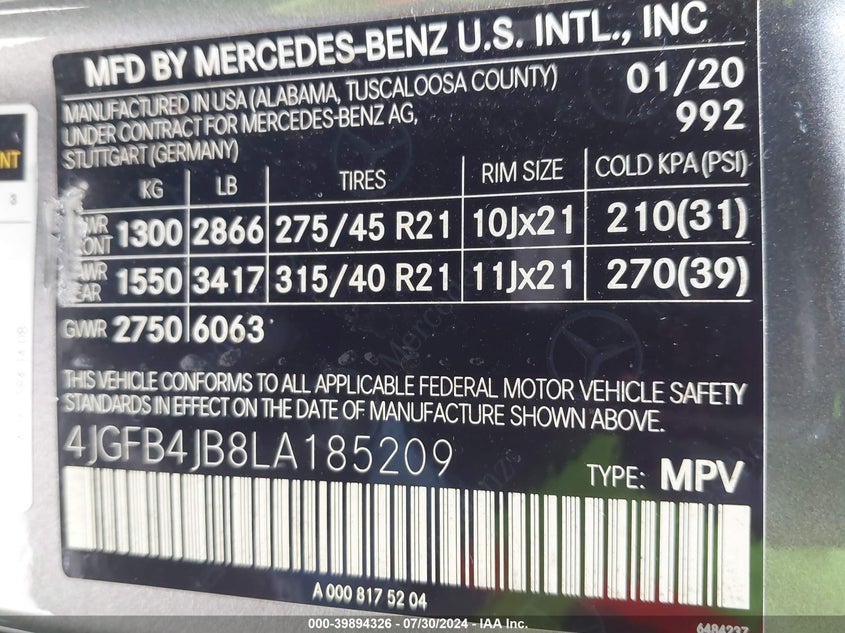 MFD BY MERCEDES-BENZ U.S. INTL., INC
MANUFACTURED IN USA (ALABAMA, TUSCALOOSA COUNTY) 01/20
UNDER CONTRACT FOR MERCEDES-BENZ AG, 992
STUTTGART (GERMANY)
KG LB TIRES RIM SIZE COLD KPA (PSI)
1300 2866 275/45 R21 10Jx21 210(31)
1550 3417 315/40 R21 11Jx21 270(39)
GVWR 2750 6063
THIS VEHICLE CONFORMS TO ALL APPLICABLE FEDERAL MOTOR VEHICLE SAFETY
STANDARDS IN EFFECT ON THE DATE OF MANUFACTURE SHOWN ABOVE.
4JGFB4JB8LA185209
TYPE: MPV
A 000 817 52 04
000-39894326 - 07/30/2024 - IAA Inc.